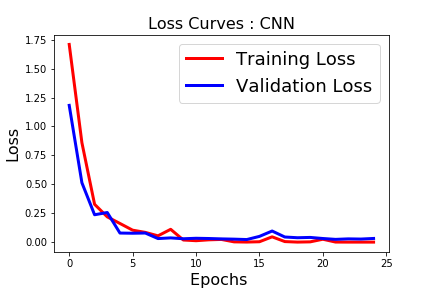 Loss Curves : CNN
Training Loss
Validation Loss
1.75
1.50
1.25
1.00
0.75
0.50
0.25
0.00
Loss
0 5 10 15 20 25
Epochs